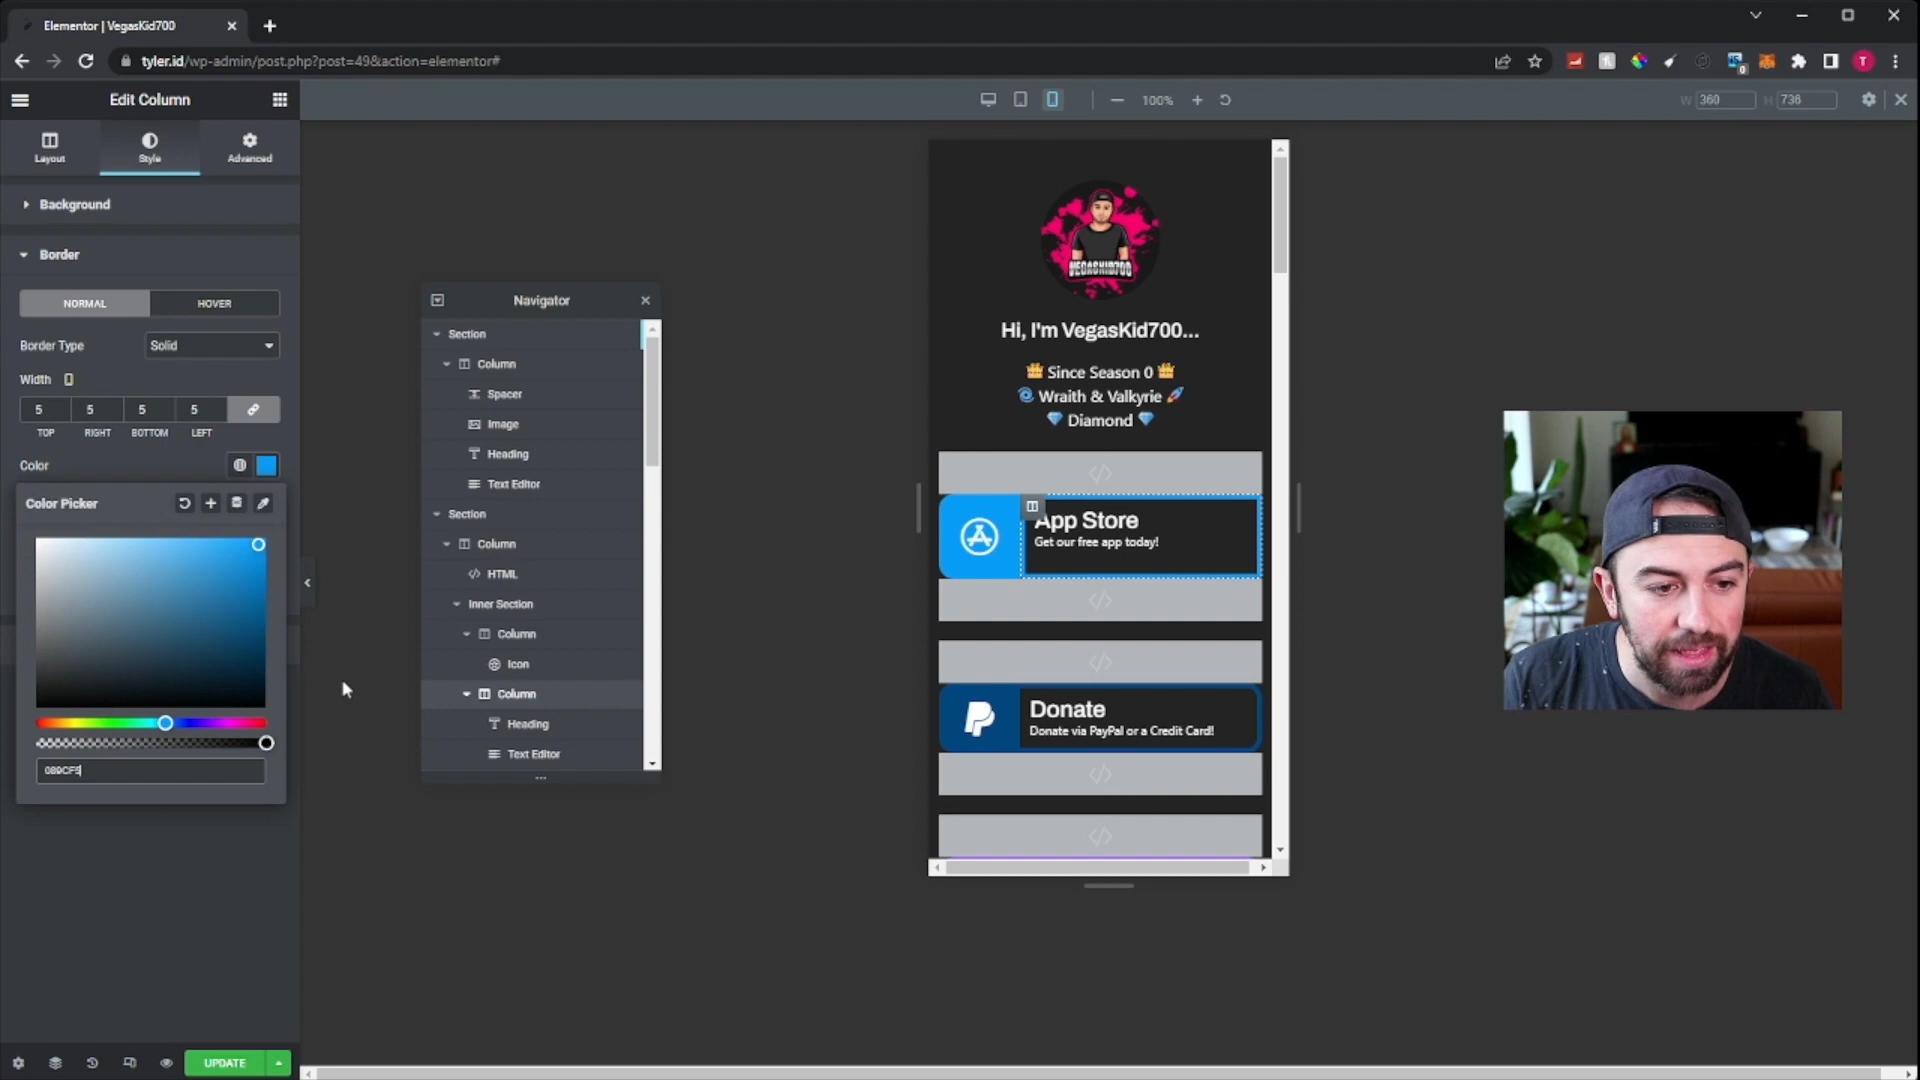 Elementor | VegasKid700
tyler.id/wp-admin/post.php?post=49&action=elementor#
T
Edit Column
100%
W 360 H 736
Layout
Style
Advanced
Background
Border
NORMAL
HOVER
Border Type
Solid
Width
5 5 5 5
TOP RIGHT BOTTOM LEFT
Color
Color Picker
089CF5
UPDATE
Navigator
Section
Column
Spacer
Image
Heading
Text Editor
Section
Column
HTML
Inner Section
Column
Icon
Column
Heading
Text Editor
VEGASKID700
Hi, I'm VegasKid700...
Since Season 0
Wraith & Valkyrie
Diamond
App Store
Get our free app today!
Donate
Donate via PayPal or a Credit Card!